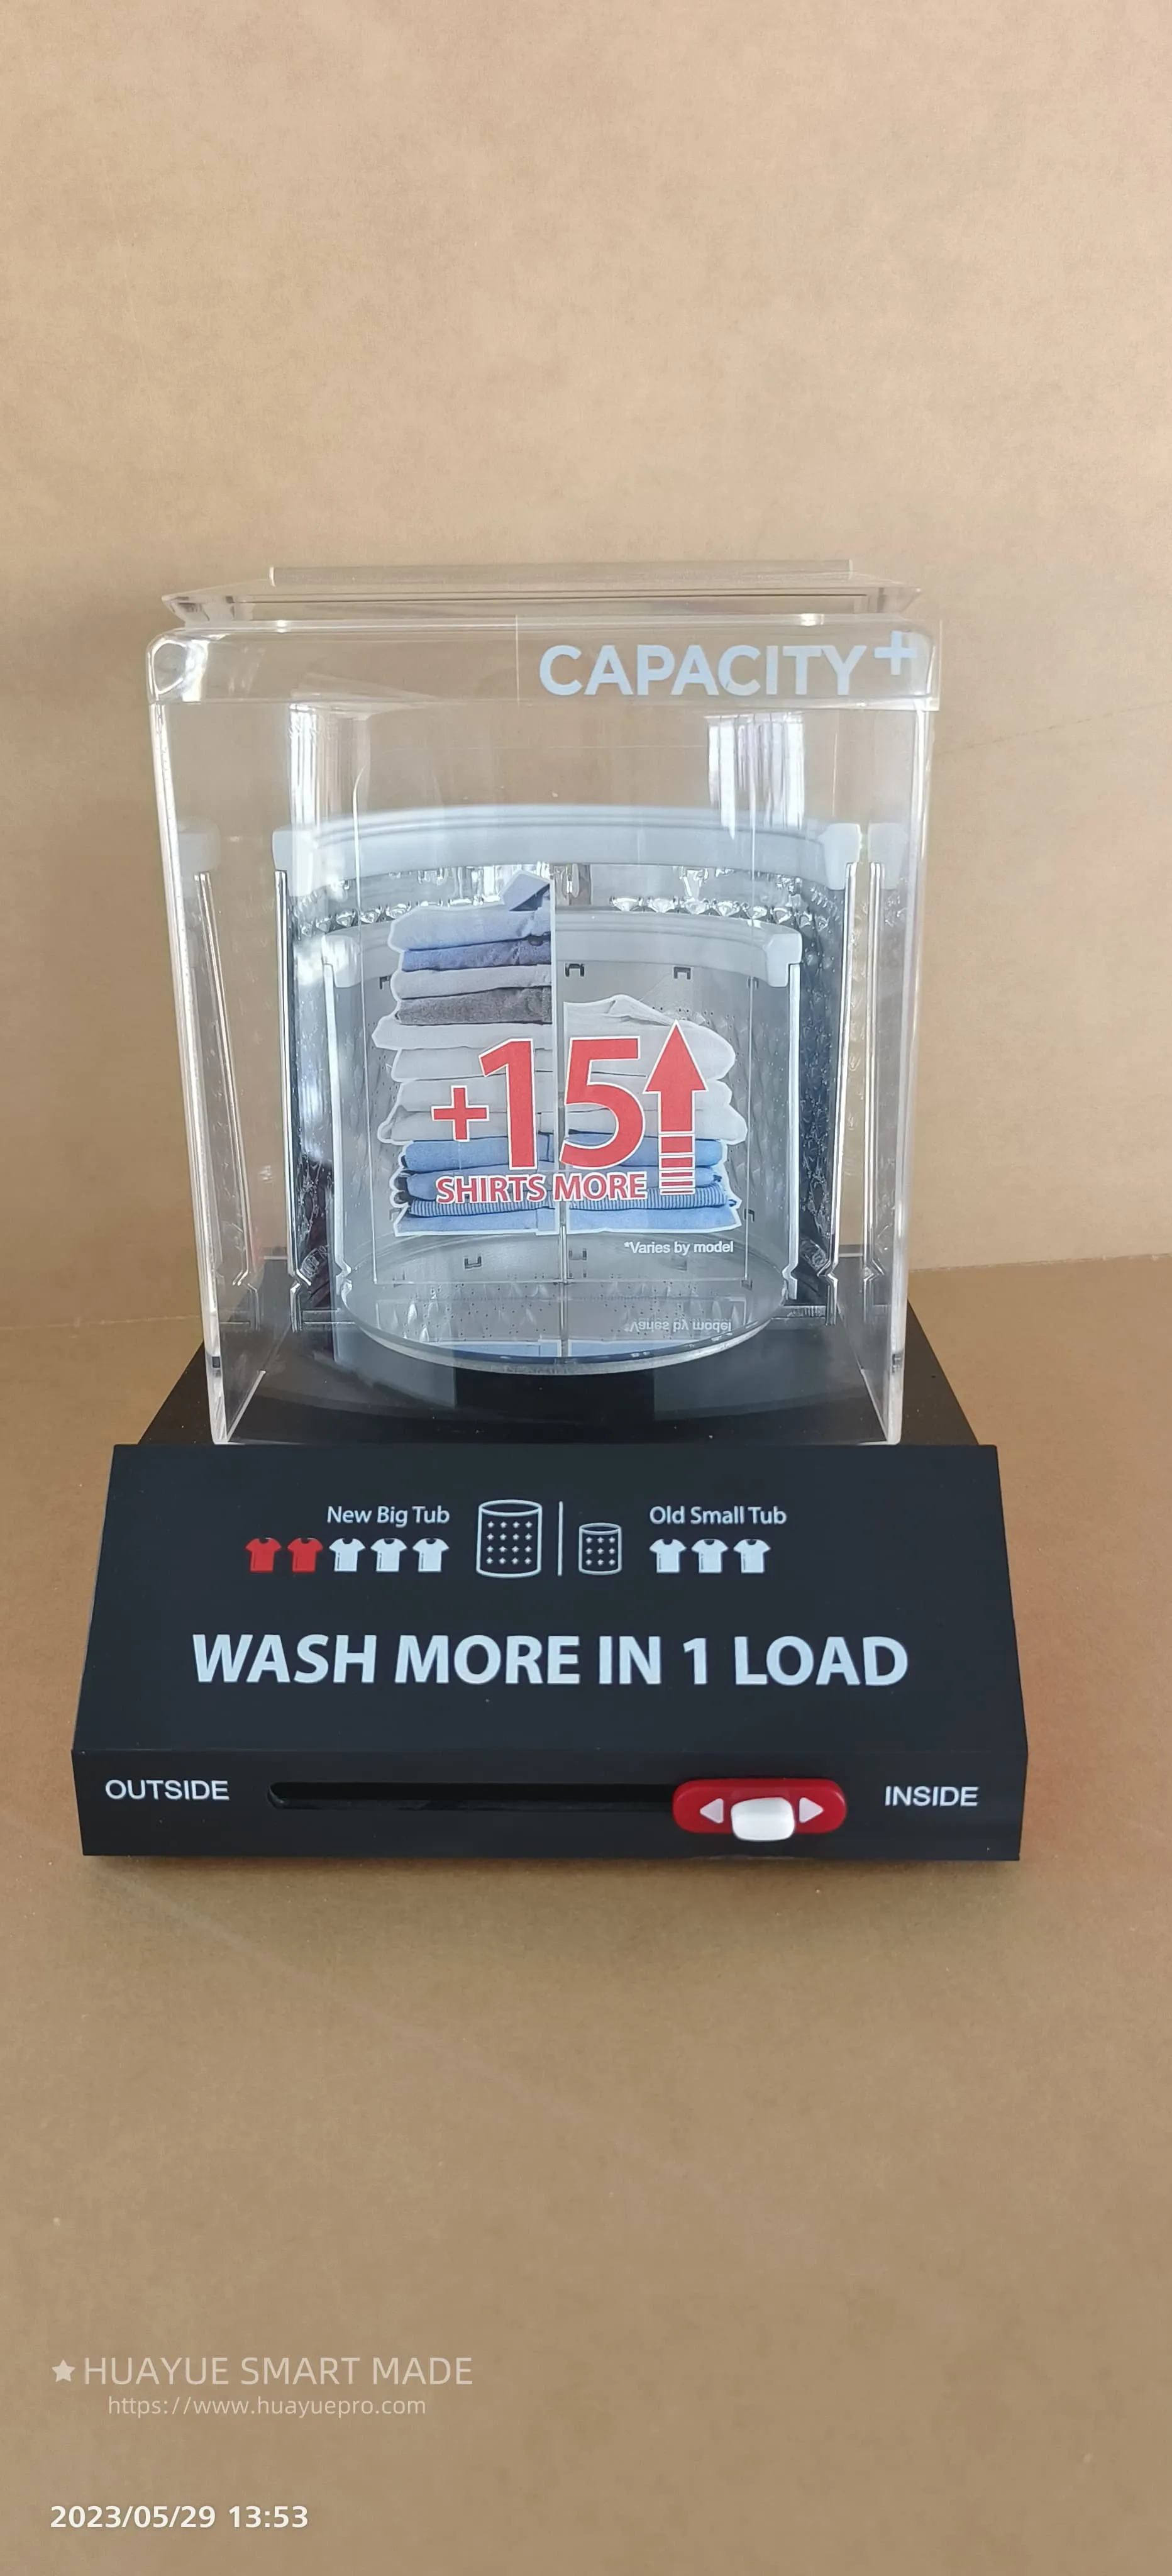 CAPACITY+
+15
SHIRTS MORE
*Varies by model
*Varies by model
New Big Tub
Old Small Tub
WASH MORE IN 1 LOAD
OUTSIDE
INSIDE
HUAYUE SMART MADE
https://www.huayuepro.com
2023/05/29 13:53